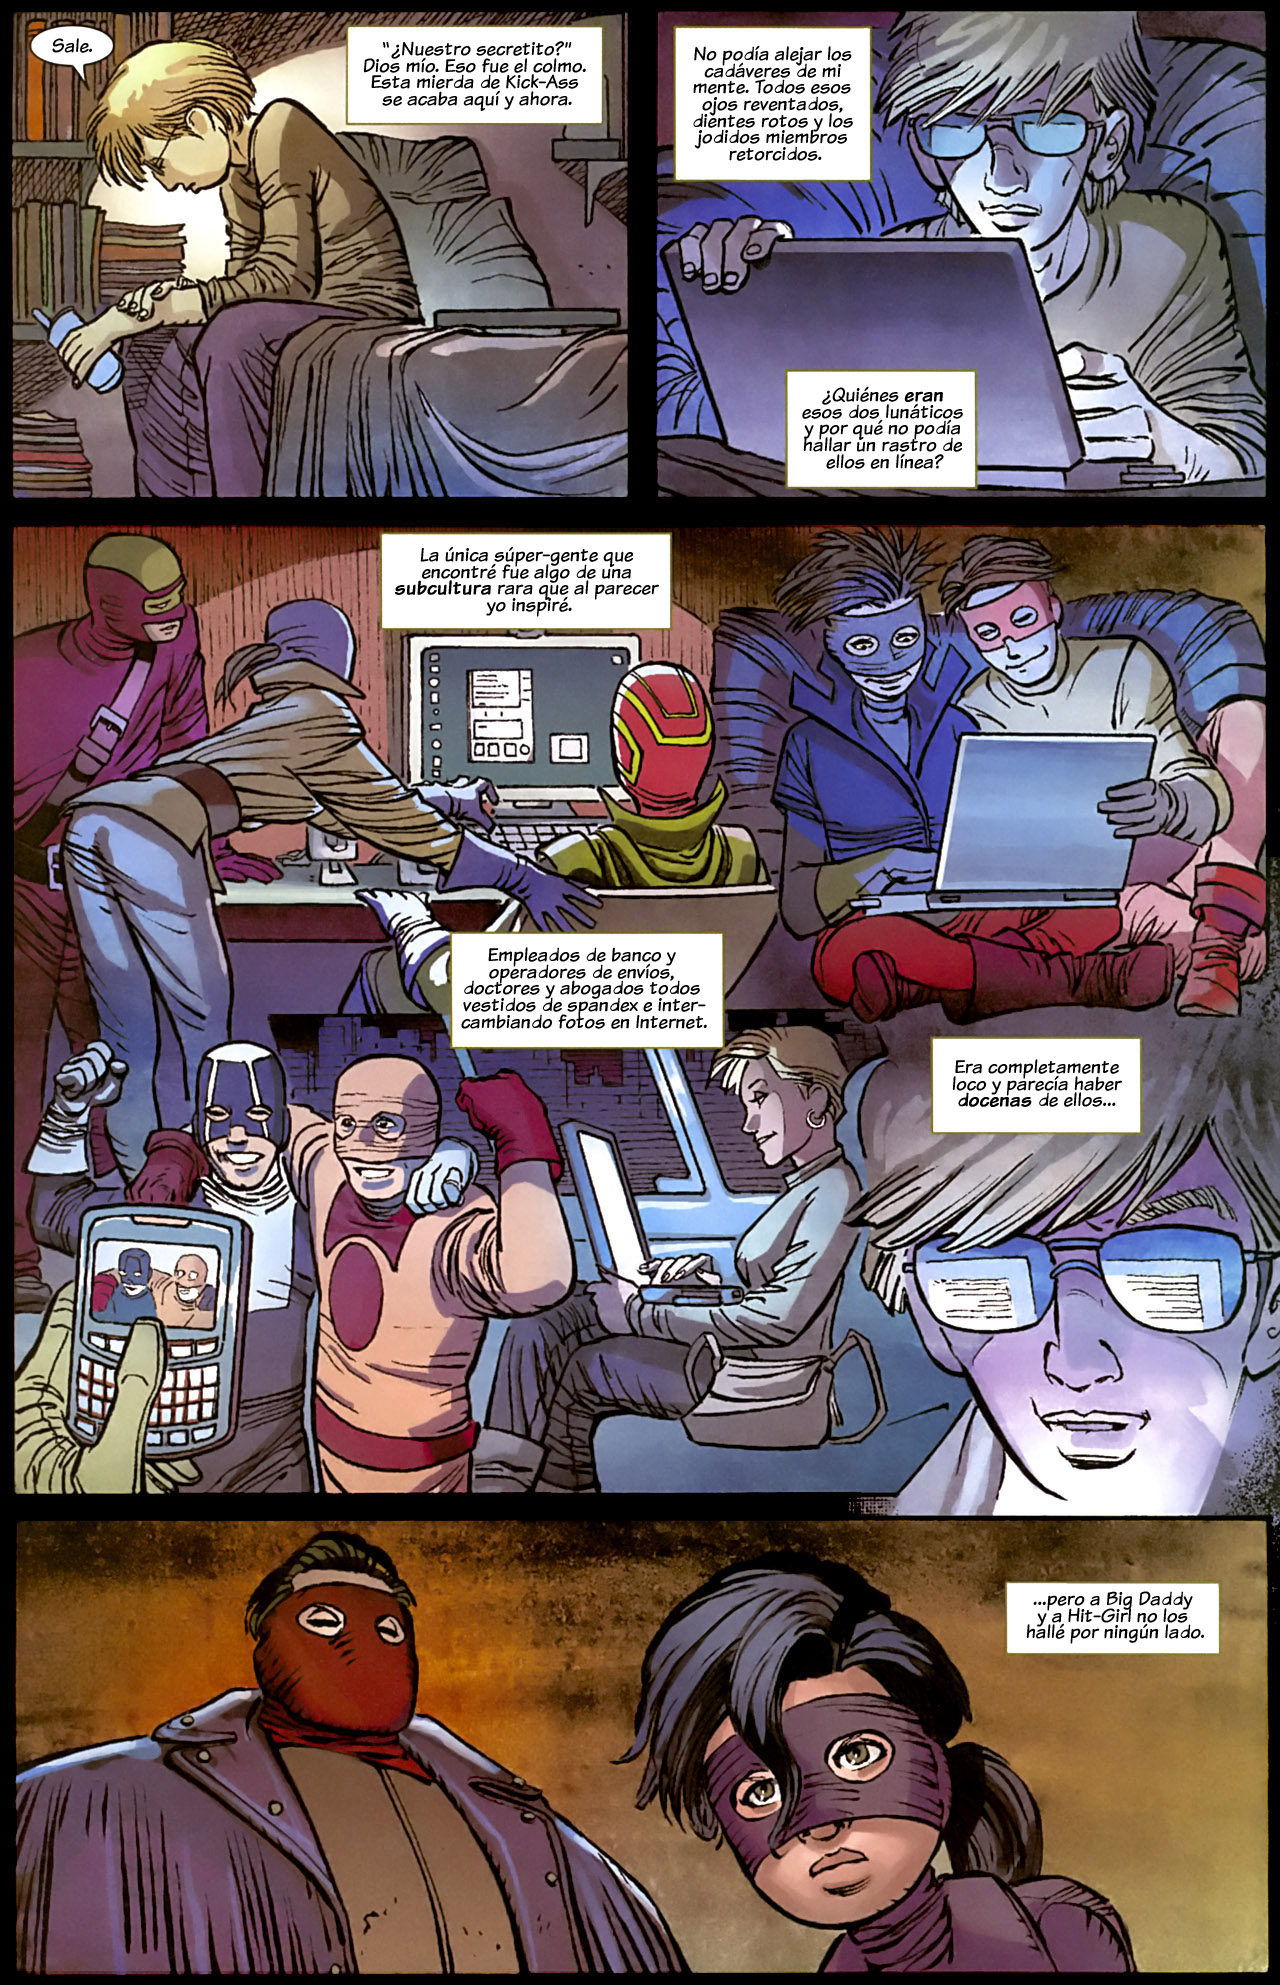 Sale.
"¿Nuestro secretito?"
Dios mío. Eso fue el colmo.
Esta mierda de Kick-Ass
se acaba aquí y ahora.
No podía alejar los
cadáveres de mi
mente. Todos esos
ojos reventados,
dientes rotos y los
jodidos miembros
retorcidos.
¿Quiénes eran
esos dos lunáticos
y por qué no podía
hallar un rastro de
ellos en línea?
La única súper-gente que
encontré fue algo de una
subcultura rara que al parecer
yo inspiré.
Empleados de banco y
operadores de envíos,
doctores y abogados todos
vestidos de spandex e inter-
cambiando fotos en Internet.
Era completamente
loco y parecía haber
docenas de ellos...
...pero a Big Daddy
y a Hit-Girl no los
hallé por ningún lado.